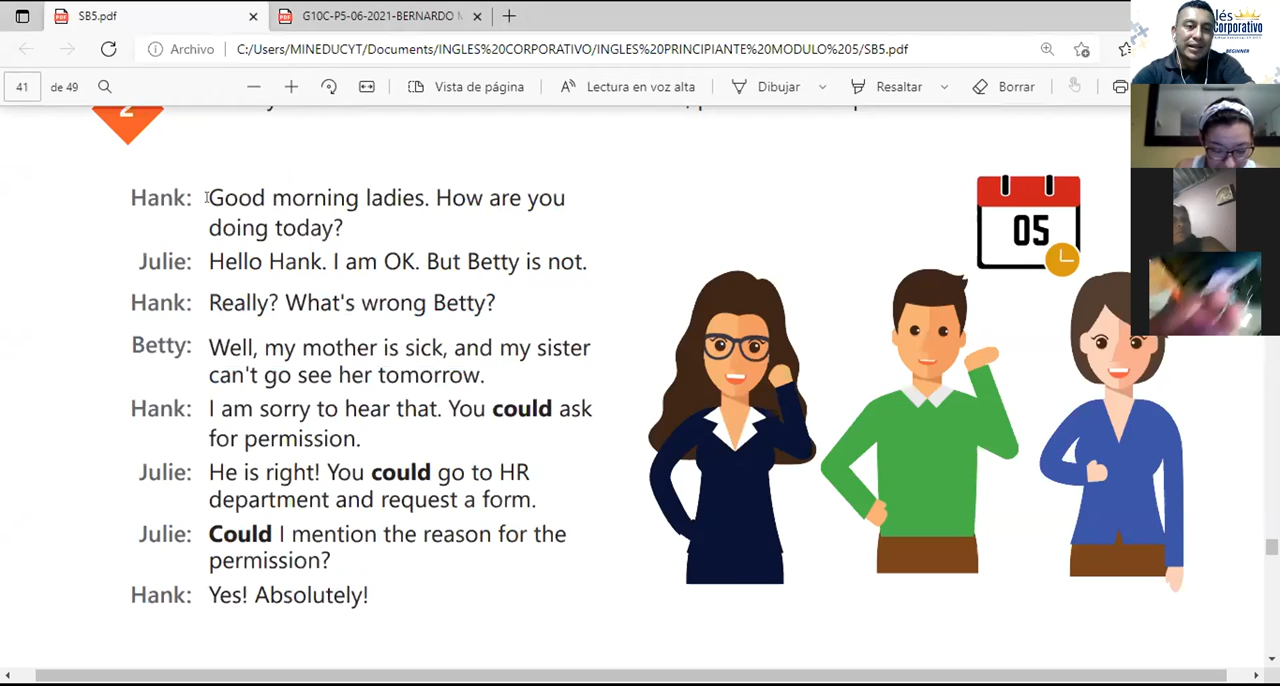 SB5.pdf
G10C-P5-06-2021-BERNARDO
Archivo C:/Users/MINEDUCYT/Documents/INGLES%20CORPORATIVO/INGLES%20PRINCIPIANTE%20MODULO%205/SB5.pdf
lés
Corporativo
BEGINNER
41 de 49 Vista de página Lectura en voz alta Dibujar Resaltar Borrar
2
Hank: Good morning ladies. How are you
doing today?
05
Julie: Hello Hank. I am OK. But Betty is not.
Hank: Really? What's wrong Betty?
Betty: Well, my mother is sick, and my sister
can't go see her tomorrow.
Hank: I am sorry to hear that. You could ask
for permission.
Julie: He is right! You could go to HR
department and request a form.
Julie: Could I mention the reason for the
permission?
Hank: Yes! Absolutely!